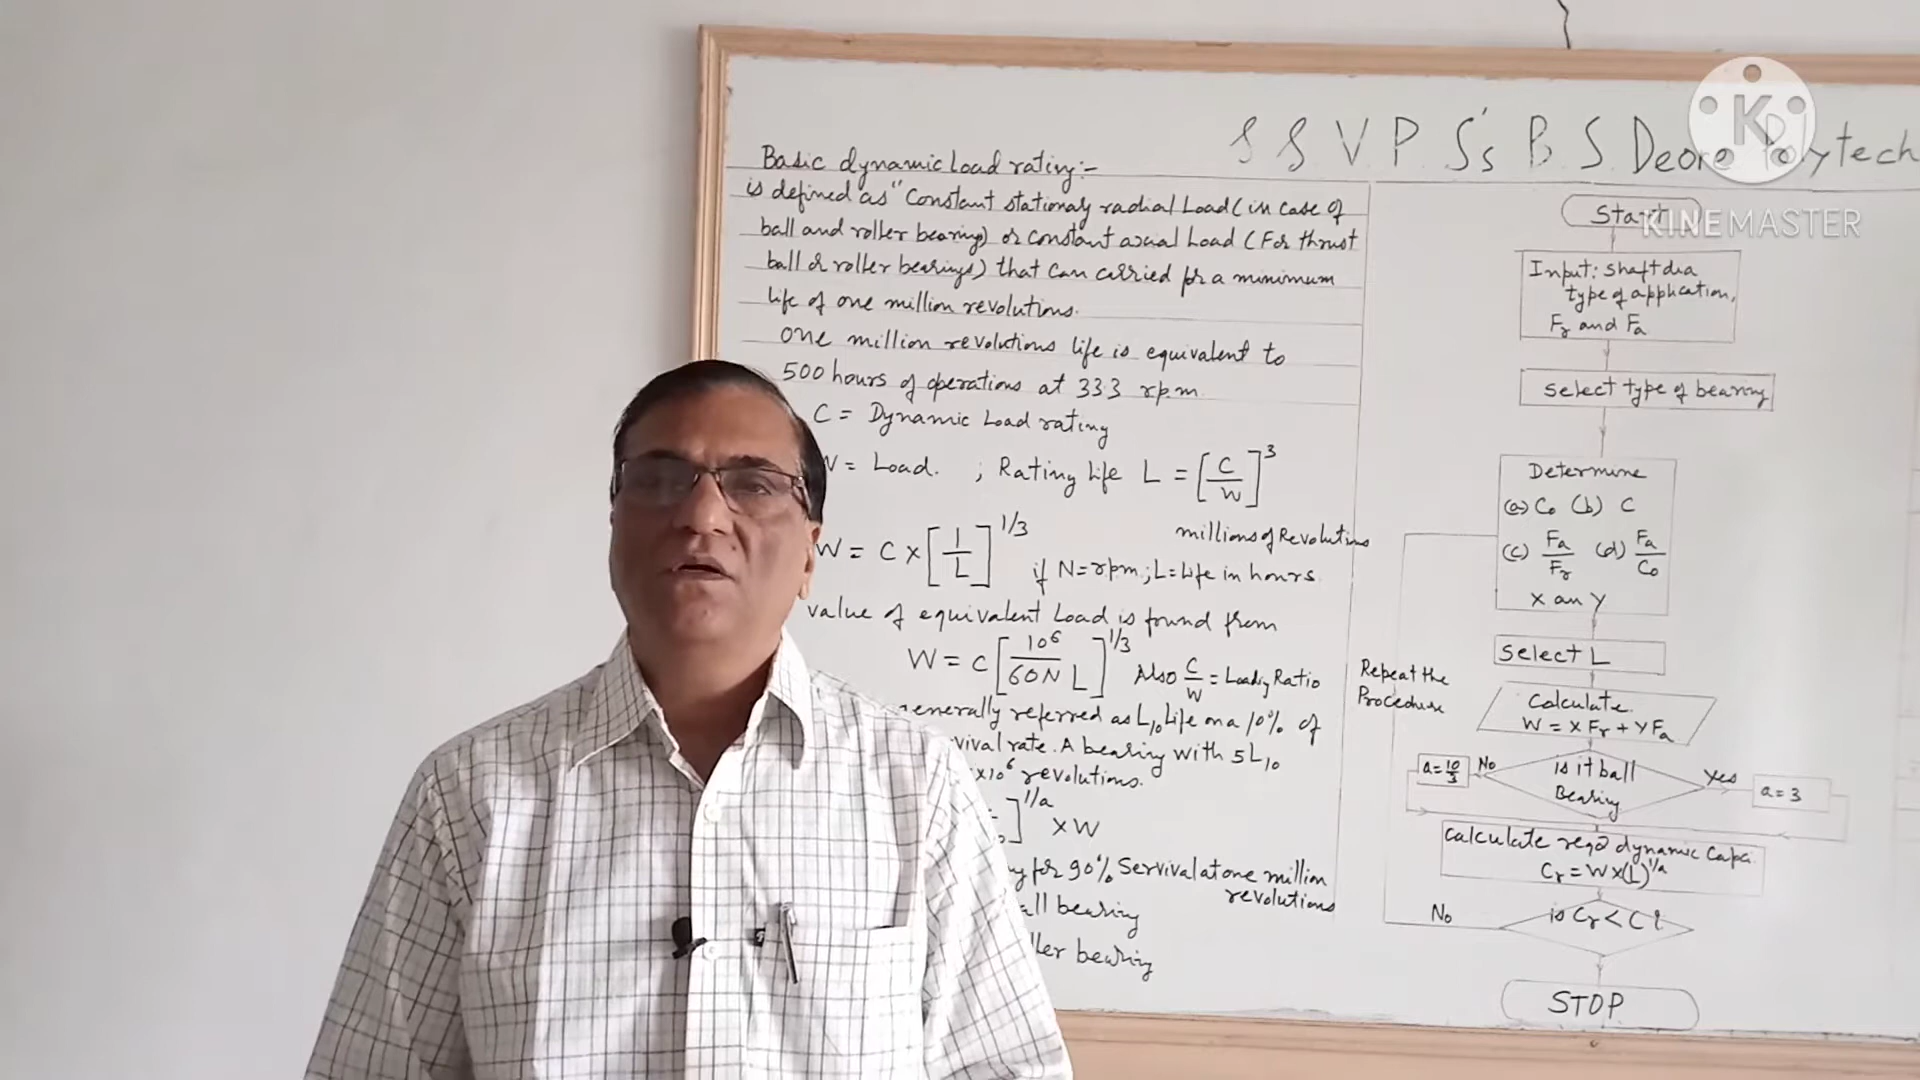 S S V P S's B S Deore Polytech
KINEMASTER
Basic dynamic Load rating:-
is defined as "Constant stationary radial Load (in case of
ball and roller bearing) or constant axial Load (For thrust
ball or roller bearings) that can carried for a minimum
life of one million revolutions.
One million revolutions life is equivalent to
500 hours of operations at 33.3 rpm.
C = Dynamic Load rating
W = Load. ; Rating life L = [C/W]^3
millions of Revolutions
W = C x [1/L]^1/3 if N=rpm; L=life in hours.
value of equivalent Load is found from
W = C [10^6/60N L]^1/3 Also C/W = Loading Ratio
generally referred as L10 Life on a 10% of
vival rate. A bearing with 5L10
x10^6 revolutions.
]^1/a x W
y for 90% Servival at one million
revolutions
all bearing
ller bearing
Start
Input: shaft dia
type of application,
Fr and Fa
Select type of bearing
Determine
(a) Co (b) C
(c) Fa/Fr (d) Fa/Co
X an Y
Select L
Repeat the
Procedure
Calculate.
W = X Fr + Y Fa
a = 10/3 No is it ball Yes a = 3
Bearing
Calculate reqd dynamic Capa.
Cr = W x (L)^1/a
No is Cr < C ?
STOP